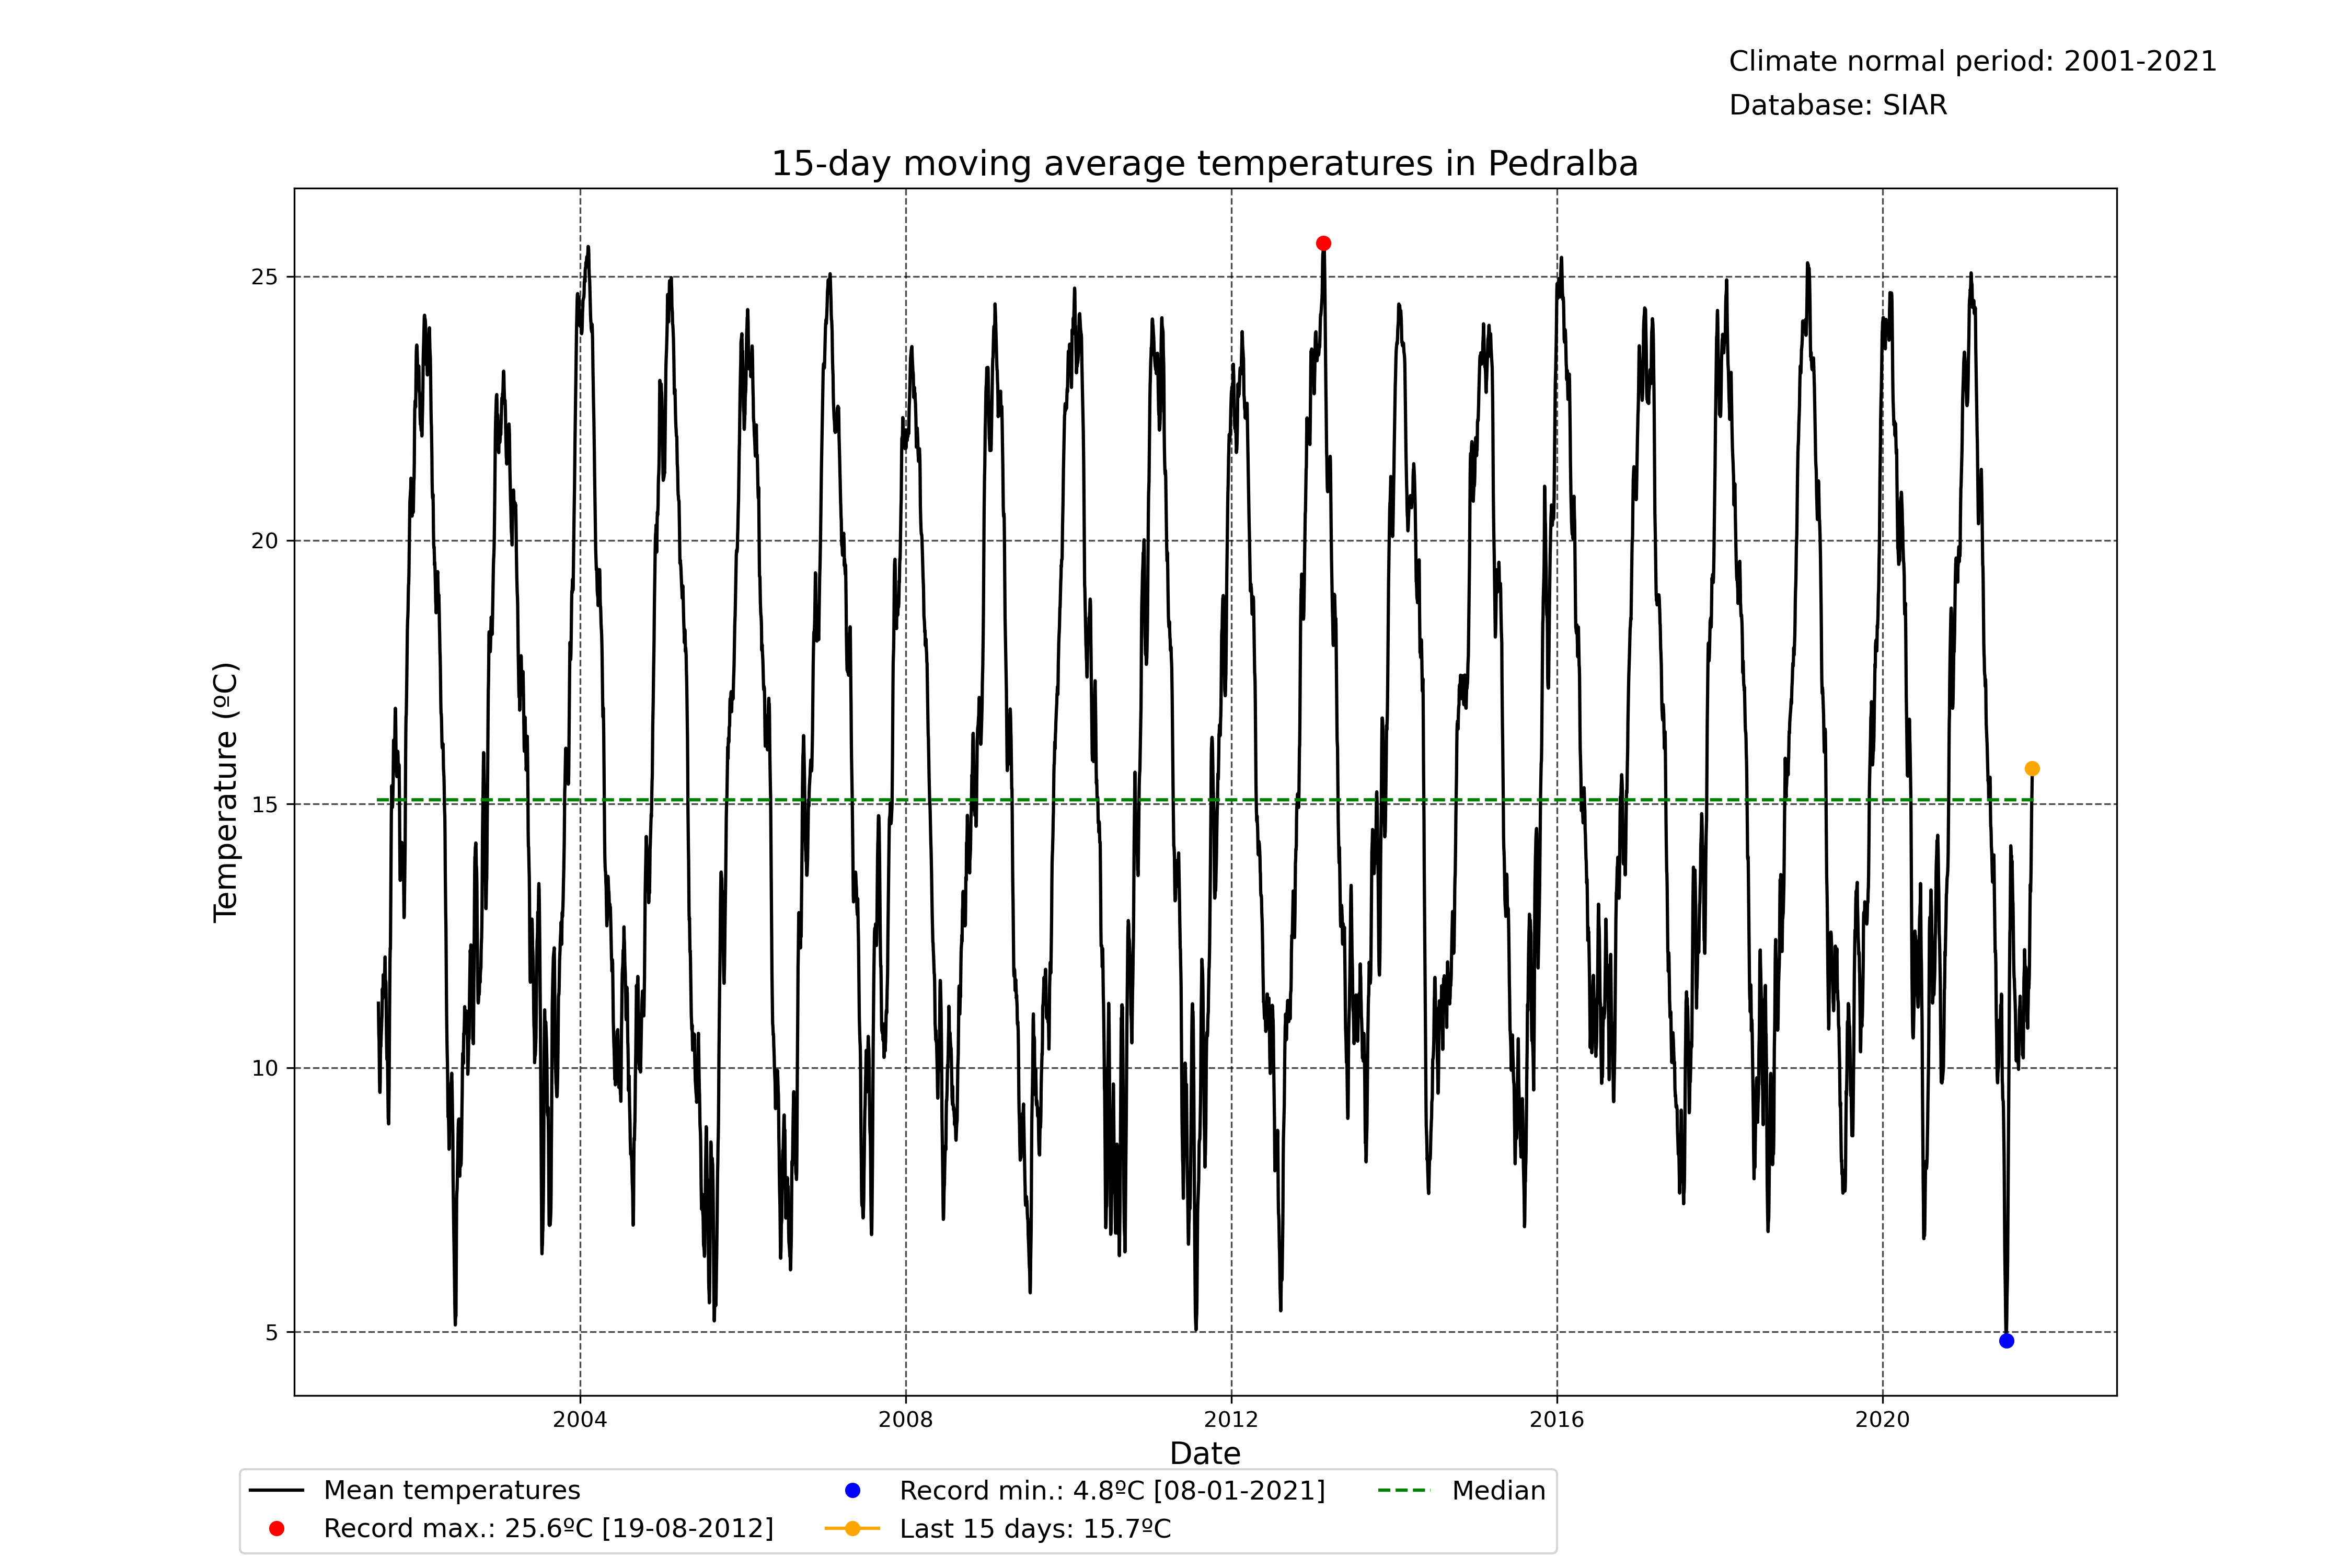 Climate normal period: 2001-2021
Database: SIAR
15-day moving average temperatures in Pedralba
25
20
15
10
5
Temperature (ºC)
2004 2008 2012 2016 2020
Date
Mean temperatures
Record max.: 25.6ºC [19-08-2012]
Record min.: 4.8ºC [08-01-2021]
Last 15 days: 15.7ºC
Median